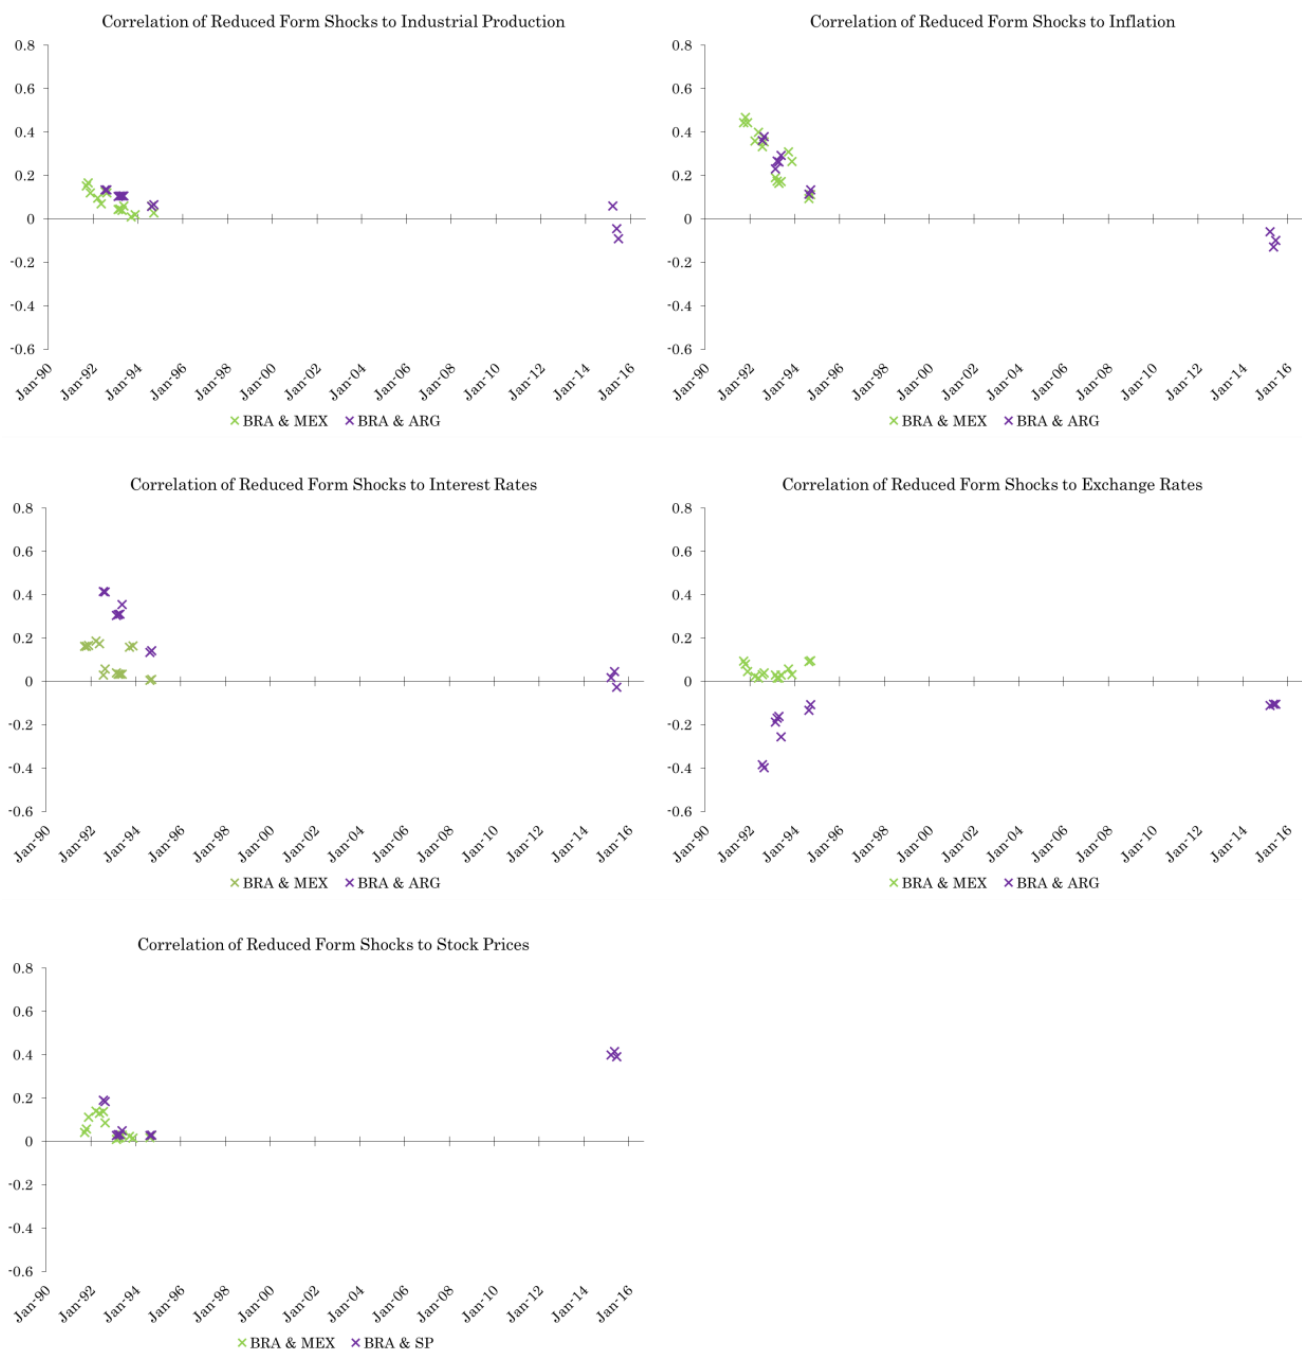 Correlation of Reduced Form Shocks to Industrial Production
0.8
0.6
0.4
0.2
0
-0.2
-0.4
-0.6
Jan-90 Jan-92 Jan-94 Jan-96 Jan-98 Jan-00 Jan-02 Jan-04 Jan-06 Jan-08 Jan-10 Jan-12 Jan-14 Jan-16
BRA & MEX BRA & ARG
Correlation of Reduced Form Shocks to Inflation
0.8
0.6
0.4
0.2
0
-0.2
-0.4
-0.6
Jan-90 Jan-92 Jan-94 Jan-96 Jan-98 Jan-00 Jan-02 Jan-04 Jan-06 Jan-08 Jan-10 Jan-12 Jan-14 Jan-16
BRA & MEX BRA & ARG
Correlation of Reduced Form Shocks to Interest Rates
0.8
0.6
0.4
0.2
0
-0.2
-0.4
-0.6
Jan-90 Jan-92 Jan-94 Jan-96 Jan-98 Jan-00 Jan-02 Jan-04 Jan-06 Jan-08 Jan-10 Jan-12 Jan-14 Jan-16
BRA & MEX BRA & ARG
Correlation of Reduced Form Shocks to Exchange Rates
0.8
0.6
0.4
0.2
0
-0.2
-0.4
-0.6
Jan-90 Jan-92 Jan-94 Jan-96 Jan-98 Jan-00 Jan-02 Jan-04 Jan-06 Jan-08 Jan-10 Jan-12 Jan-14 Jan-16
BRA & MEX BRA & ARG
Correlation of Reduced Form Shocks to Stock Prices
0.8
0.6
0.4
0.2
0
-0.2
-0.4
-0.6
Jan-90 Jan-92 Jan-94 Jan-96 Jan-98 Jan-00 Jan-02 Jan-04 Jan-06 Jan-08 Jan-10 Jan-12 Jan-14 Jan-16
BRA & MEX BRA & SP